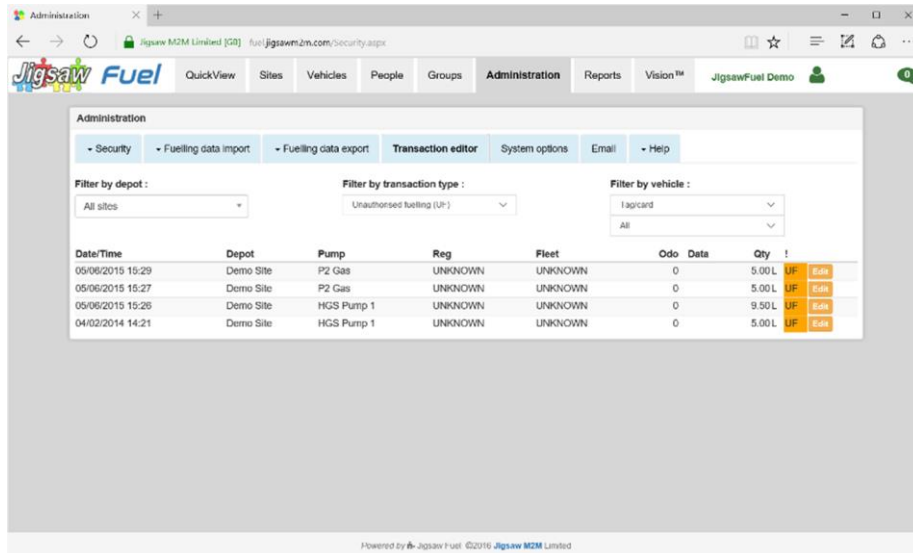 Administration
Jigsaw M2M Limited [GB] fuel.jigsawm2m.com/Security.aspx
Jigsaw Fuel QuickView Sites Vehicles People Groups Administration Reports Vision™ JigsawFuel Demo 0
Administration
Security Fuelling data import Fuelling data export Transaction editor System options Email Help
Filter by depot : Filter by transaction type : Filter by vehicle :
All sites Unauthorised fuelling (UF) Tag/card
All
Date/Time Depot Pump Reg Fleet Odo Data Qty !
05/06/2015 15:29 Demo Site P2 Gas UNKNOWN UNKNOWN 0 5.00 L UF Edit
05/06/2015 15:27 Demo Site P2 Gas UNKNOWN UNKNOWN 0 5.00 L UF Edit
05/06/2015 15:26 Demo Site HGS Pump 1 UNKNOWN UNKNOWN 0 9.50 L UF Edit
04/02/2014 14:21 Demo Site HGS Pump 1 UNKNOWN UNKNOWN 0 5.00 L UF Edit
Powered by Jigsaw Fuel. ©2016 Jigsaw M2M Limited